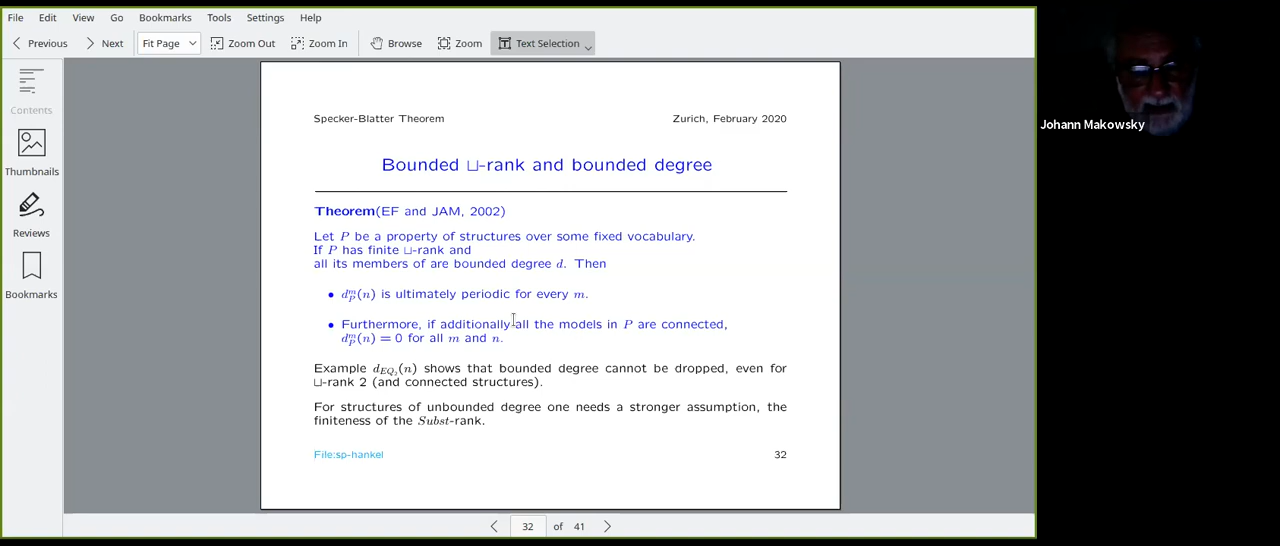 File Edit View Go Bookmarks Tools Settings Help
Previous Next Fit Page Zoom Out Zoom In Browse Zoom Text Selection
Contents
Thumbnails
Reviews
Bookmarks
Specker-Blatter Theorem Zurich, February 2020
Bounded ⊔-rank and bounded degree
Theorem(EF and JAM, 2002)
Let P be a property of structures over some fixed vocabulary.
If P has finite ⊔-rank and
all its members of are bounded degree d. Then
• d_P^m(n) is ultimately periodic for every m.
• Furthermore, if additionally all the models in P are connected,
d_P^m(n) = 0 for all m and n.
Example d_{EQ_2}(n) shows that bounded degree cannot be dropped, even for
⊔-rank 2 (and connected structures).
For structures of unbounded degree one needs a stronger assumption, the
finiteness of the Subst-rank.
File:sp-hankel 32
32 of 41
Johann Makowsky